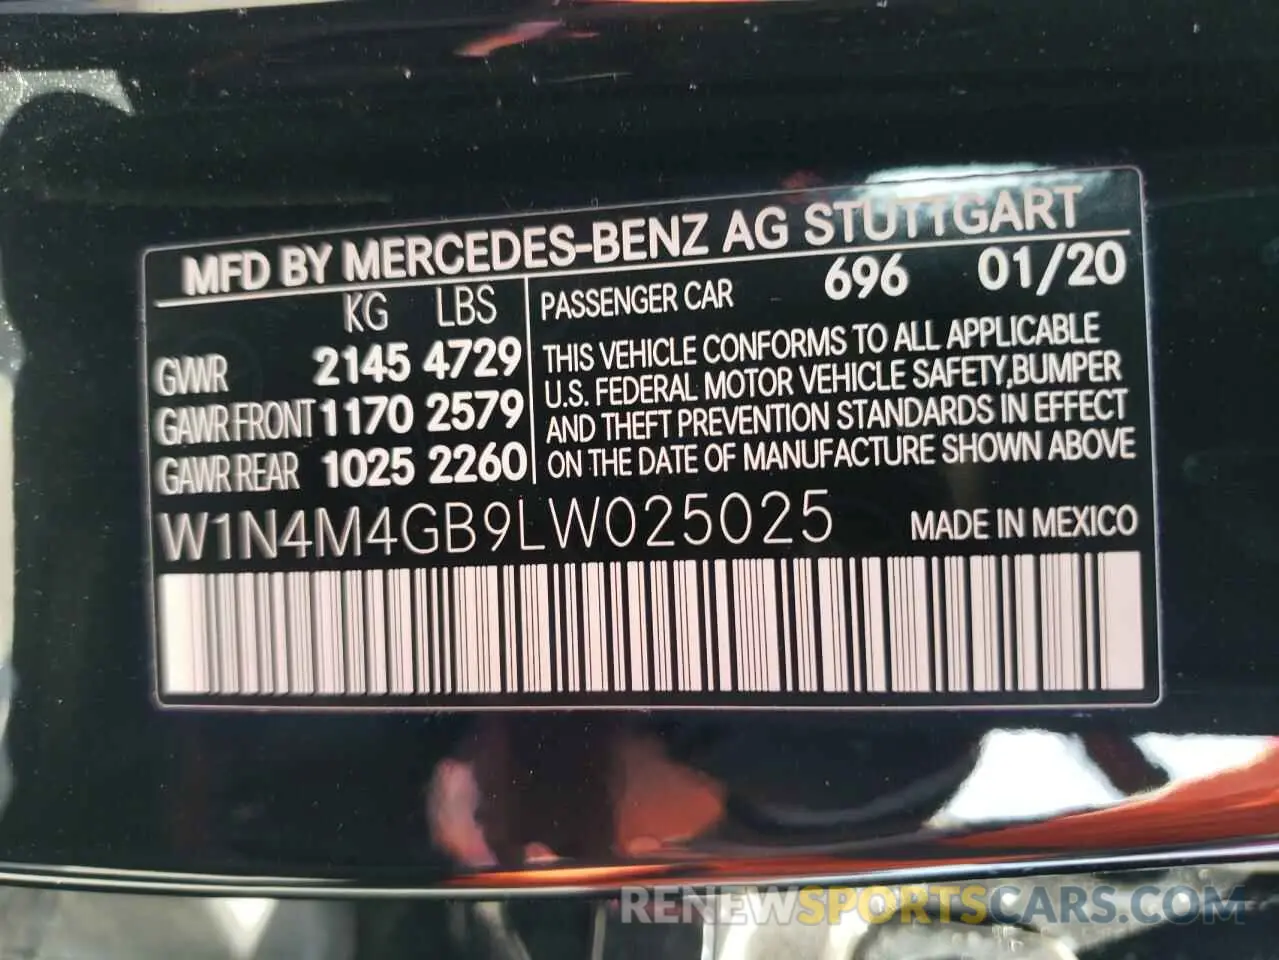 MFD BY MERCEDES-BENZ AG STUTTGART
KG LBS
GVWR 2145 4729
GAWR FRONT 1170 2579
GAWR REAR 1025 2260
PASSENGER CAR 696 01/20
THIS VEHICLE CONFORMS TO ALL APPLICABLE
U.S. FEDERAL MOTOR VEHICLE SAFETY, BUMPER
AND THEFT PREVENTION STANDARDS IN EFFECT
ON THE DATE OF MANUFACTURE SHOWN ABOVE
W1N4M4GB9LW025025 MADE IN MEXICO
RENEWSPORTSCARS.COM